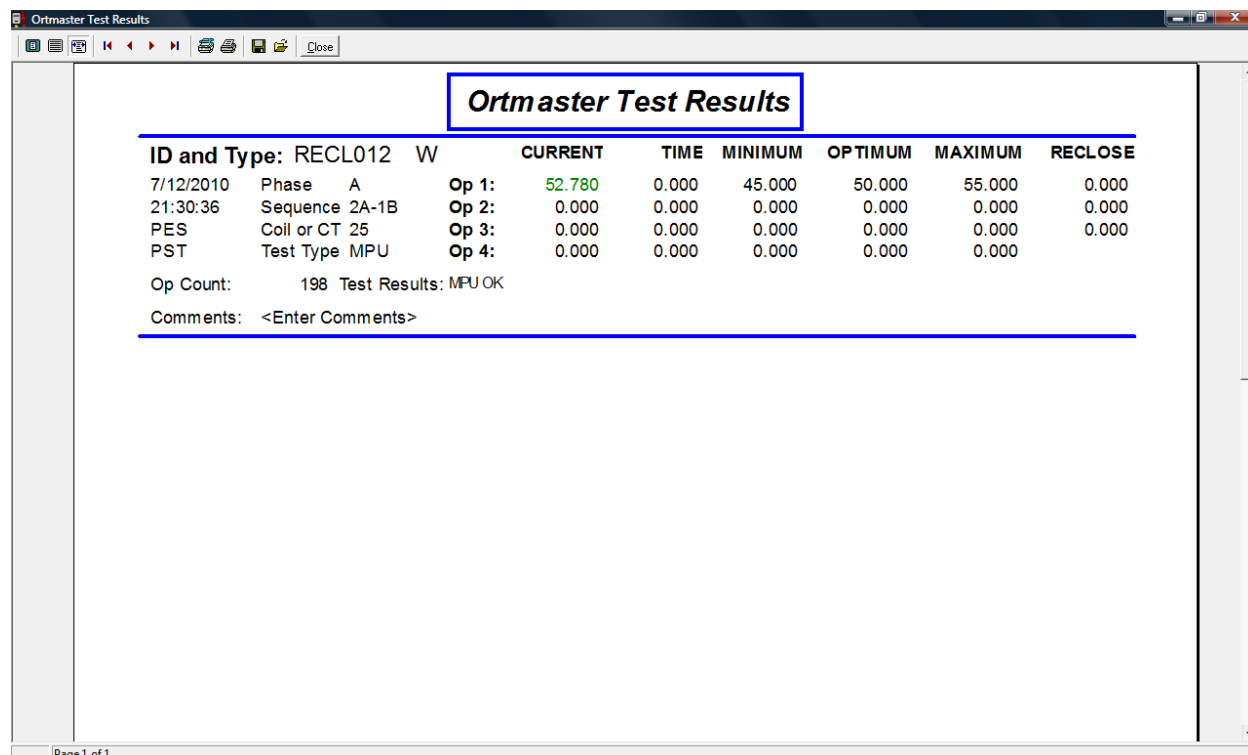 Ortmaster Test Results
Close
Ortmaster Test Results
ID and Type: RECL012 W CURRENT TIME MINIMUM OPTIMUM MAXIMUM RECLOSE
7/12/2010 Phase A Op 1: 52.780 0.000 45.000 50.000 55.000 0.000
21:30:36 Sequence 2A-1B Op 2: 0.000 0.000 0.000 0.000 0.000 0.000
PES Coil or CT 25 Op 3: 0.000 0.000 0.000 0.000 0.000 0.000
PST Test Type MPU Op 4: 0.000 0.000 0.000 0.000 0.000
Op Count: 198 Test Results: MPU OK
Comments: <Enter Comments>
Page 1 of 1